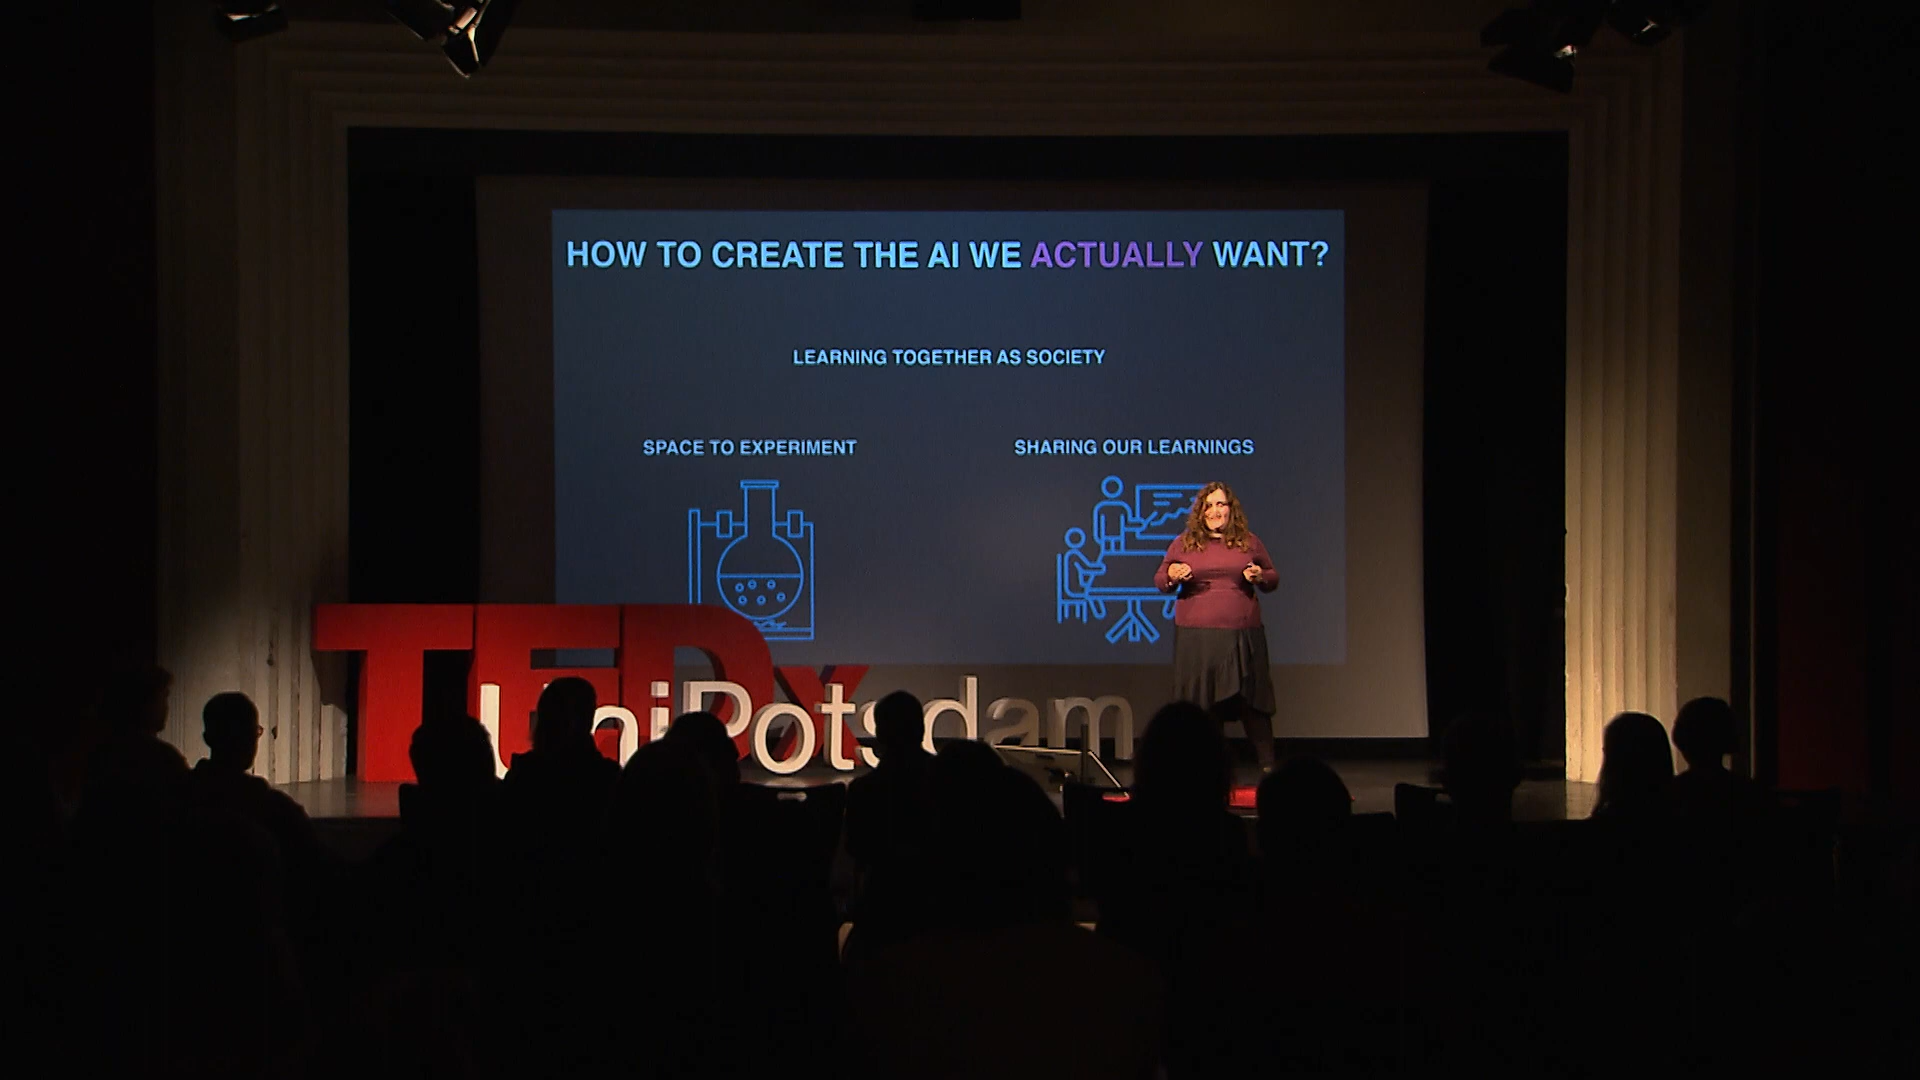 HOW TO CREATE THE AI WE ACTUALLY WANT?
LEARNING TOGETHER AS SOCIETY
SPACE TO EXPERIMENT
SHARING OUR LEARNINGS
TEDx
UniPotsdam